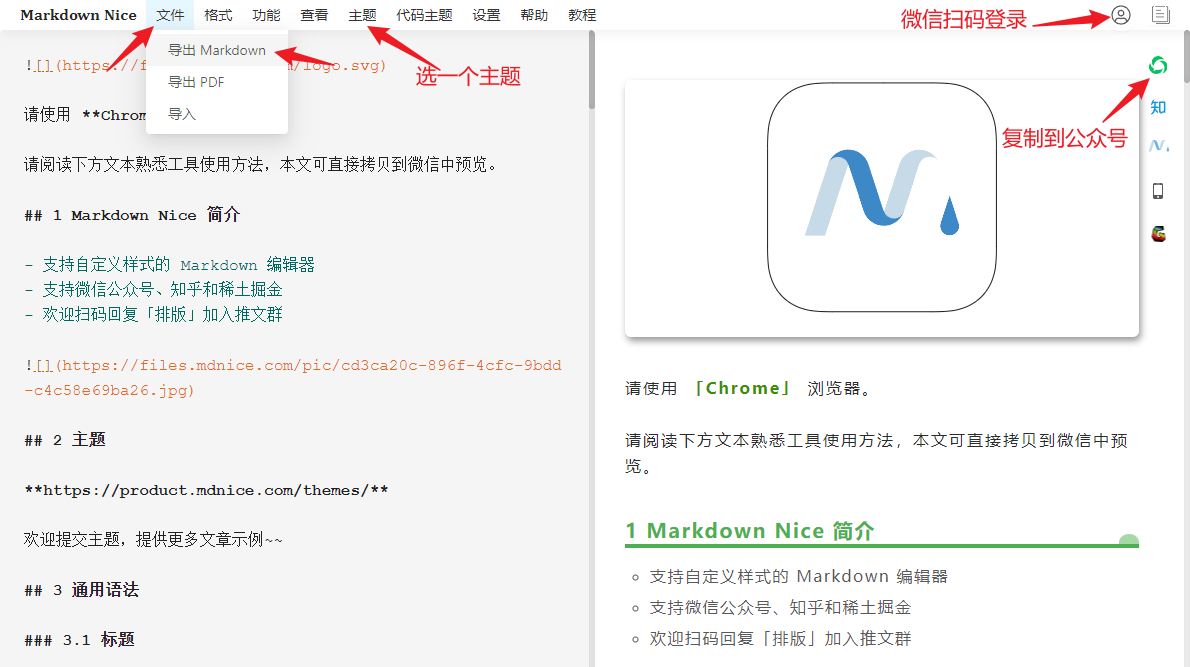 Markdown Nice 文件 格式 功能 查看 主题 代码主题 设置 帮助 教程
微信扫码登录
导出 Markdown
导出 PDF
导入
选一个主题
复制到公众号
知
![](https://f
/logo.svg)
请使用 **Chrom
请阅读下方文本熟悉工具使用方法，本文可直接拷贝到微信中预览。
## 1 Markdown Nice 简介
- 支持自定义样式的 Markdown 编辑器
- 支持微信公众号、知乎和稀土掘金
- 欢迎扫码回复「排版」加入推文群
![](https://files.mdnice.com/pic/cd3ca20c-896f-4cfc-9bdd
-c4c58e69ba26.jpg)
## 2 主题
**https://product.mdnice.com/themes/**
欢迎提交主题，提供更多文章示例~~
## 3 通用语法
### 3.1 标题
请使用 「Chrome」 浏览器。
请阅读下方文本熟悉工具使用方法，本文可直接拷贝到微信中预
览。
1 Markdown Nice 简介
支持自定义样式的 Markdown 编辑器
支持微信公众号、知乎和稀土掘金
欢迎扫码回复「排版」加入推文群